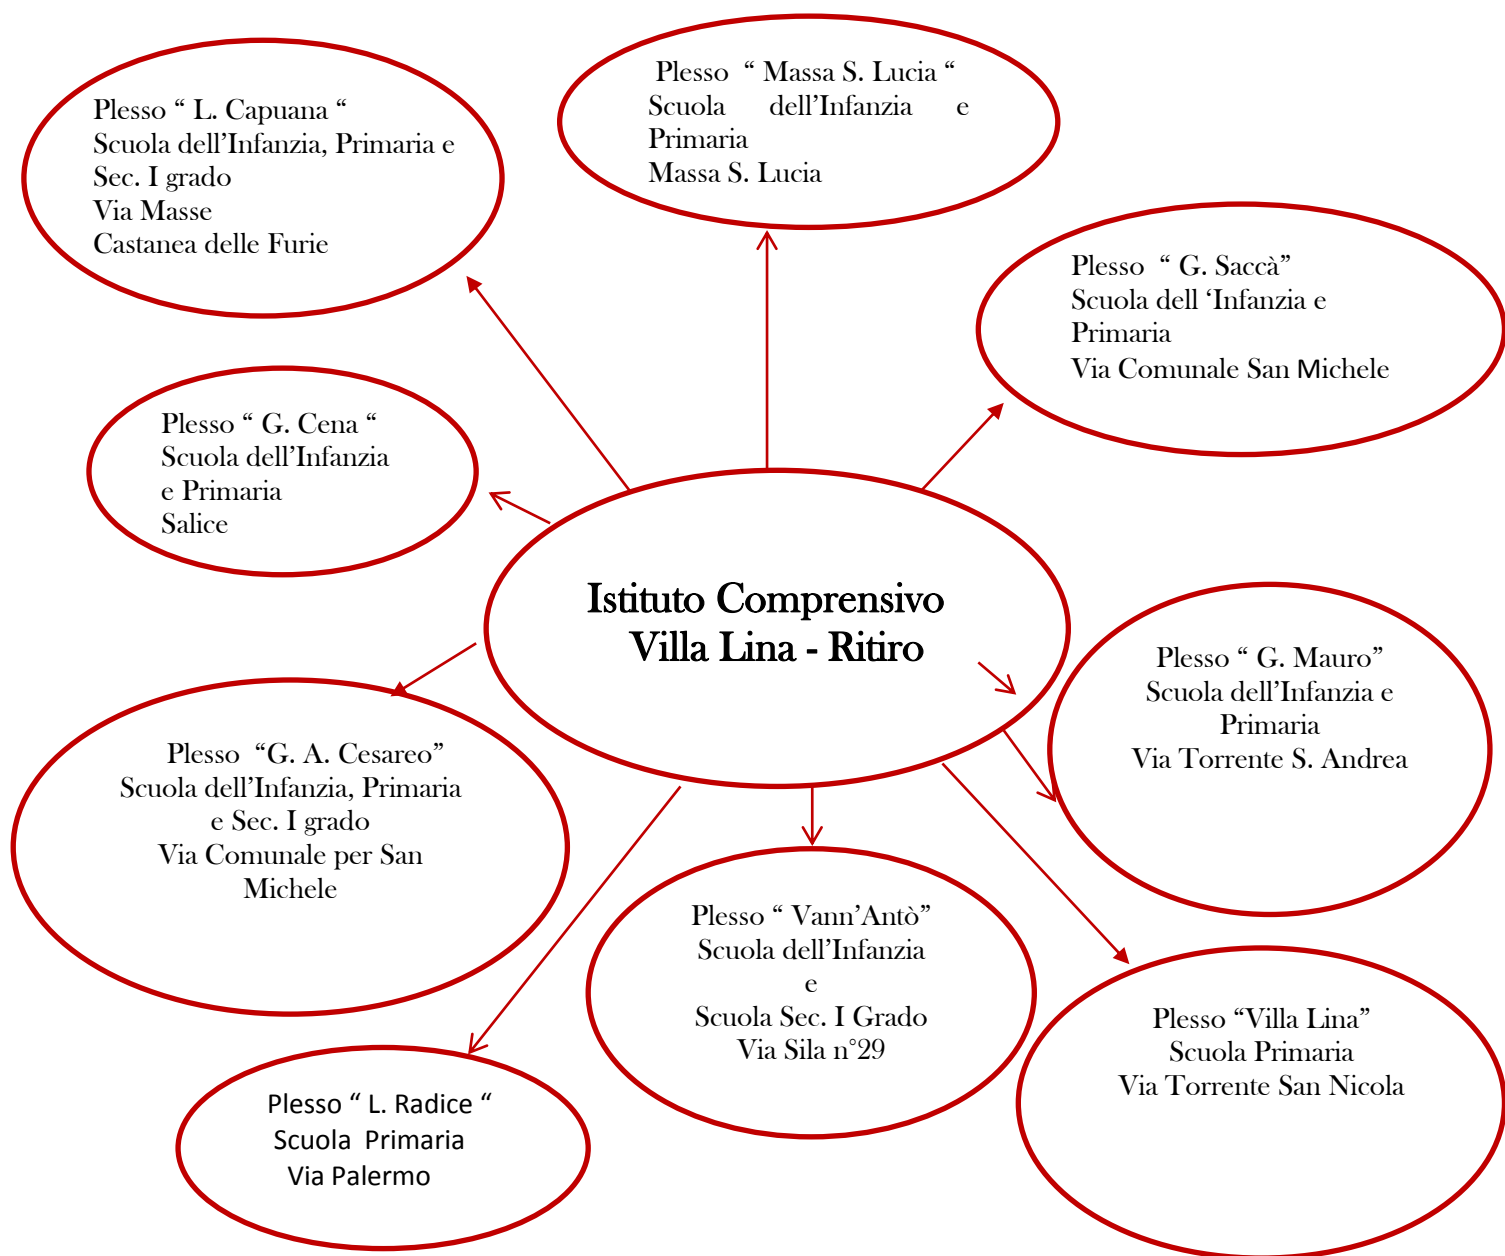 Plesso “ L. Capuana “
Scuola dell’Infanzia, Primaria e
Sec. I grado
Via Masse
Castanea delle Furie
Plesso “ Massa S. Lucia “
Scuola dell’Infanzia e
Primaria
Massa S. Lucia
Plesso “ G. Saccà”
Scuola dell ‘Infanzia e
Primaria
Via Comunale San Michele
Plesso “ G. Cena “
Scuola dell’Infanzia
e Primaria
Salice
Istituto Comprensivo
Villa Lina - Ritiro
Plesso “ G. Mauro”
Scuola dell’Infanzia e
Primaria
Via Torrente S. Andrea
Plesso “G. A. Cesareo”
Scuola dell’Infanzia, Primaria
e Sec. I grado
Via Comunale per San
Michele
Plesso “ Vann’Antò”
Scuola dell’Infanzia
e
Scuola Sec. I Grado
Via Sila n°29
Plesso “Villa Lina”
Scuola Primaria
Via Torrente San Nicola
Plesso “ L. Radice “
Scuola Primaria
Via Palermo